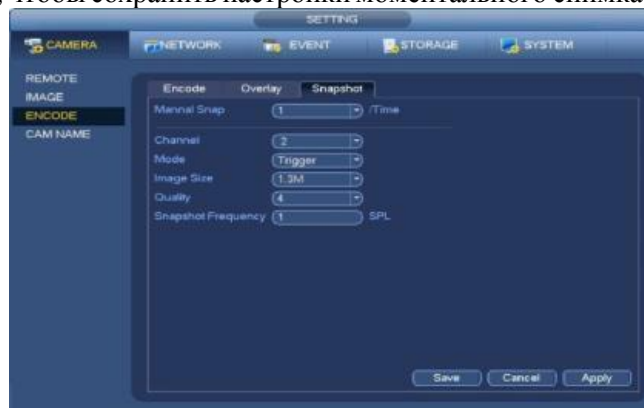 , чтобы сохранить настройки моментального снимка
SETTING
CAMERA NETWORK EVENT STORAGE SYSTEM
REMOTE
IMAGE
ENCODE
CAM NAME
Encode Overlay Snapshot
Mannal Snap 1 /Time
Channel 2
Mode Trigger
Image Size 1.3M
Quality 4
Snapshot Frequency 1 SPL
Save Cancel Apply